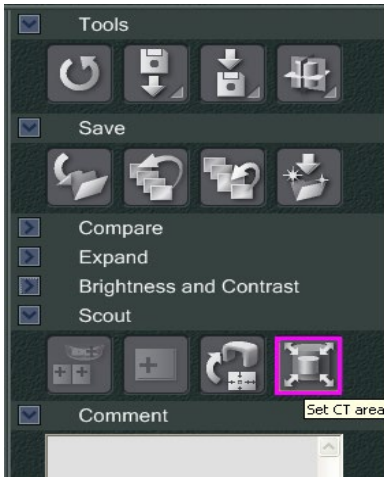 Tools
Save
Compare
Expand
Brightness and Contrast
Scout
Set CT area
Comment